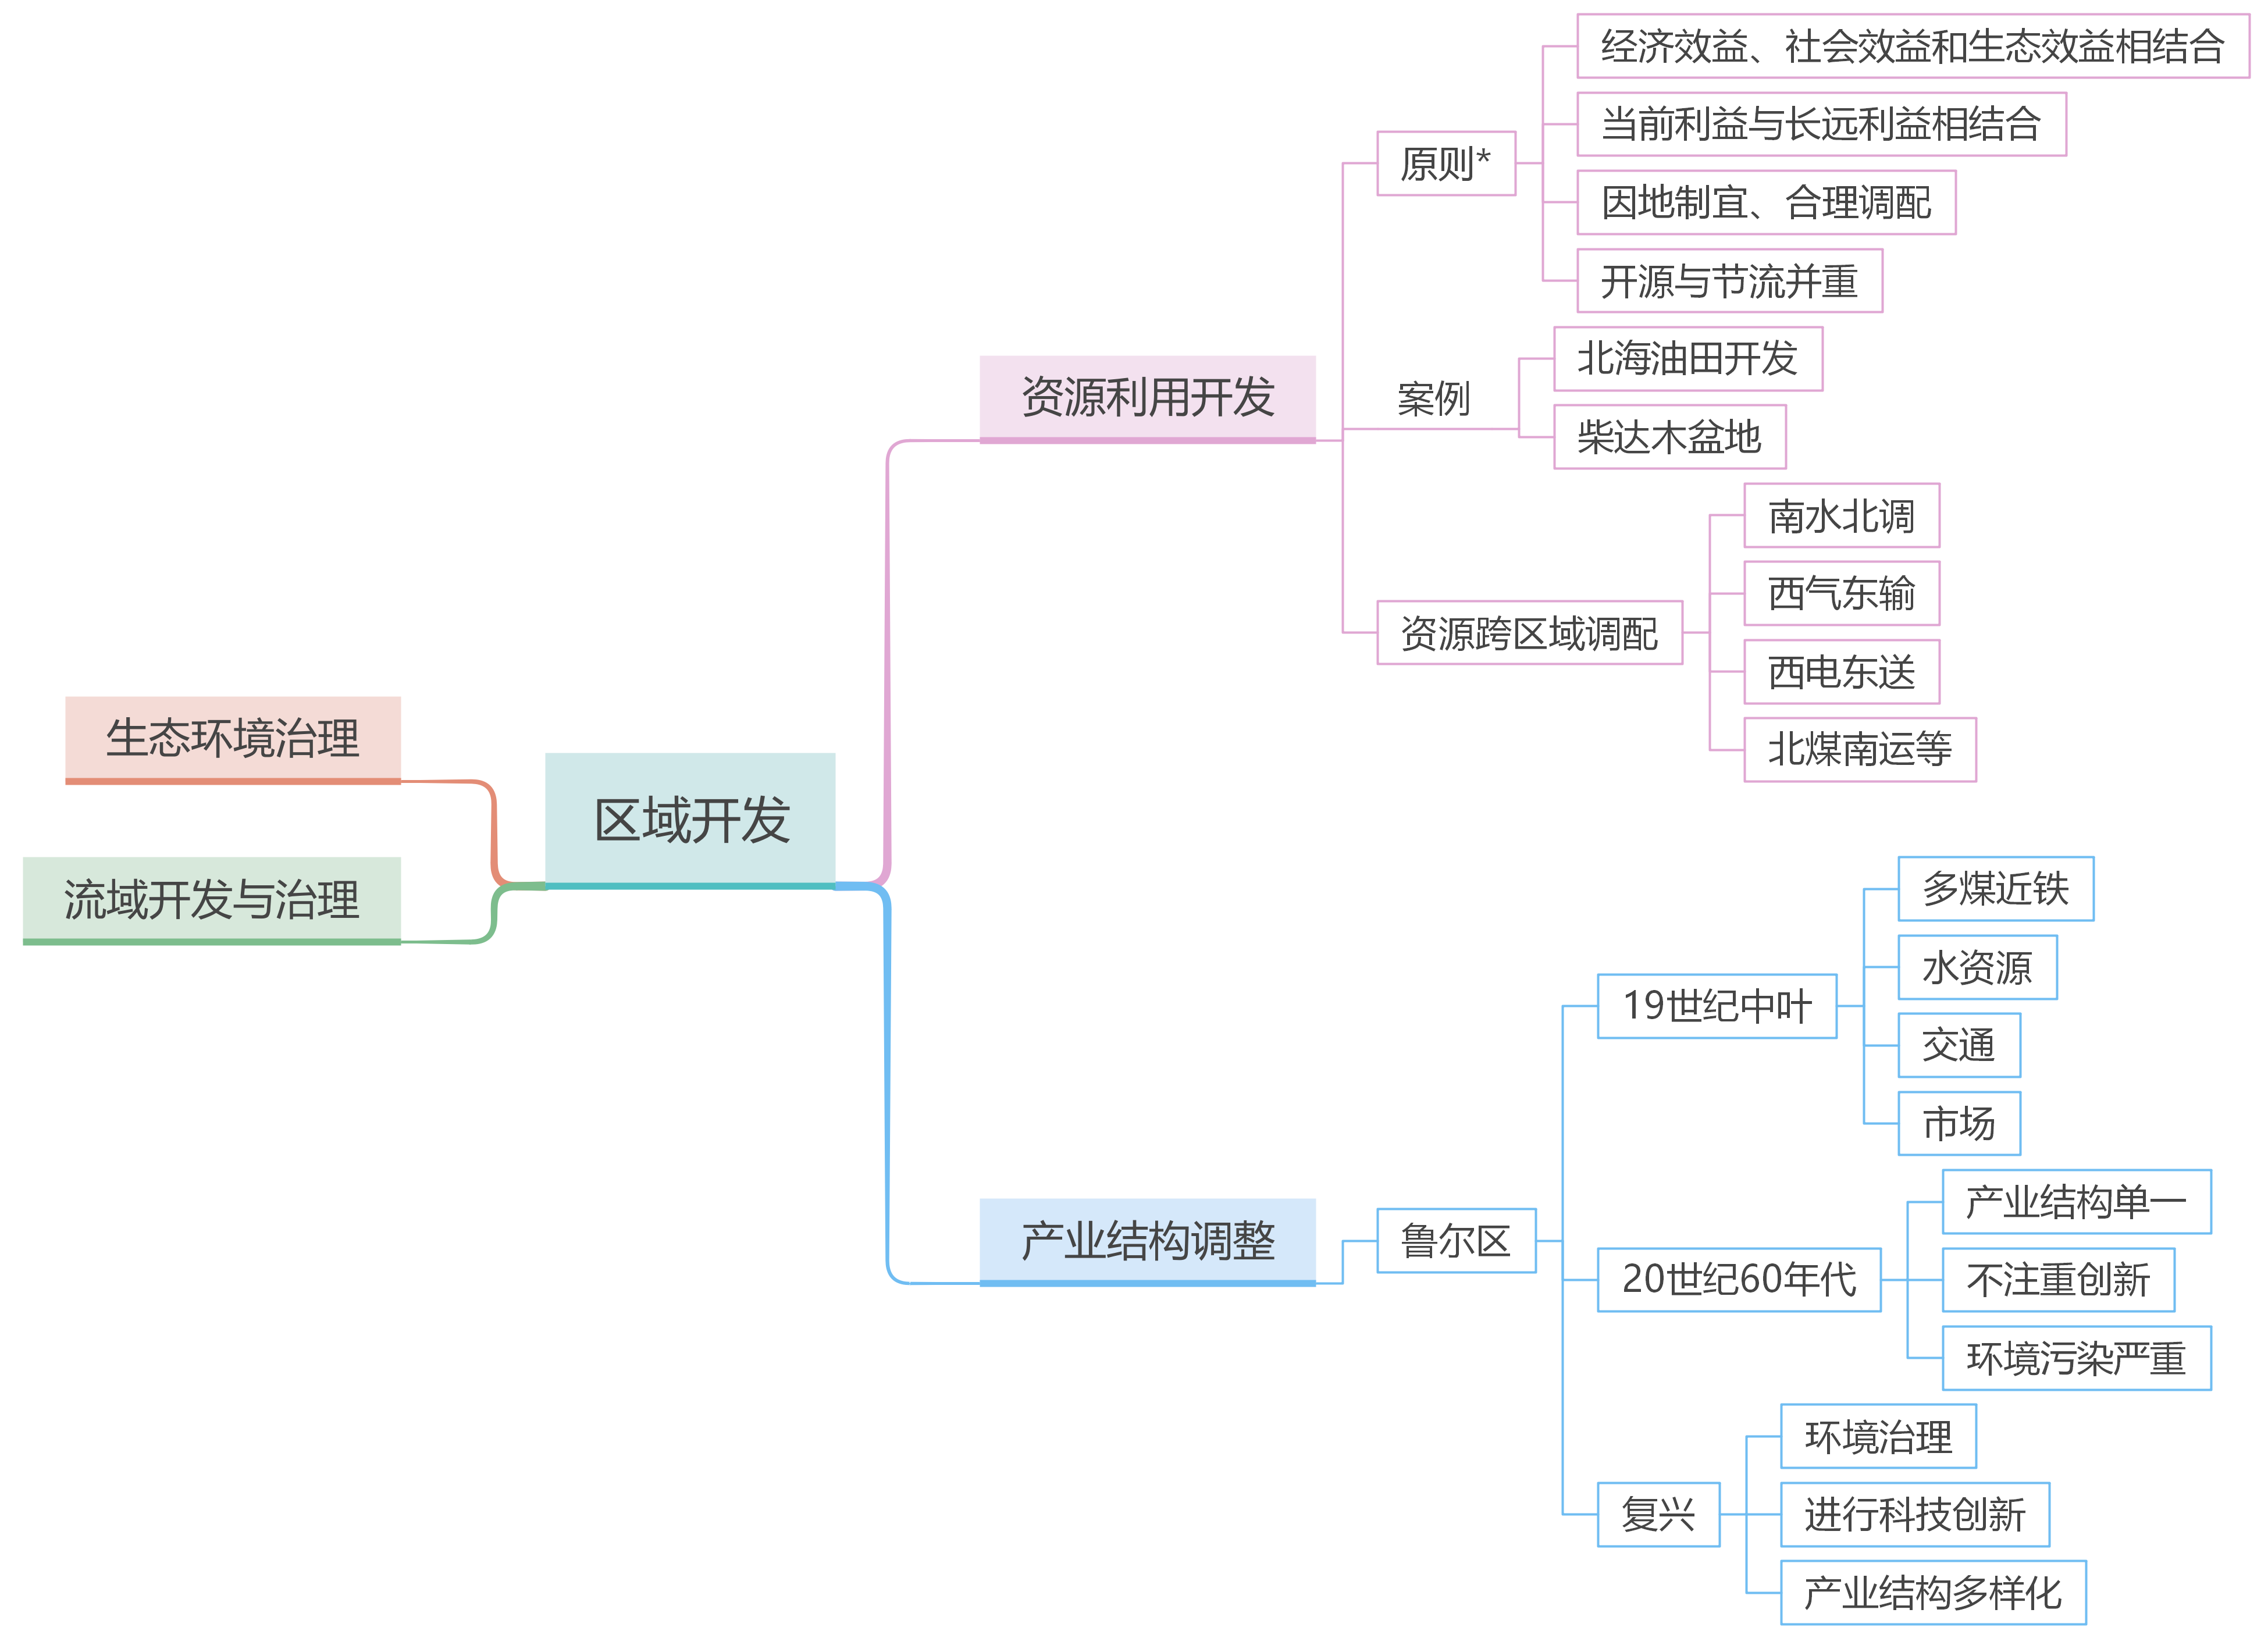 区域开发
资源利用开发
原则*
经济效益、社会效益和生态效益相结合
当前利益与长远利益相结合
因地制宜、合理调配
开源与节流并重
案例
北海油田开发
柴达木盆地
资源跨区域调配
南水北调
西气东输
西电东送
北煤南运等
产业结构调整
鲁尔区
19世纪中叶
多煤近铁
水资源
交通
市场
20世纪60年代
产业结构单一
不注重创新
环境污染严重
复兴
环境治理
进行科技创新
产业结构多样化
生态环境治理
流域开发与治理